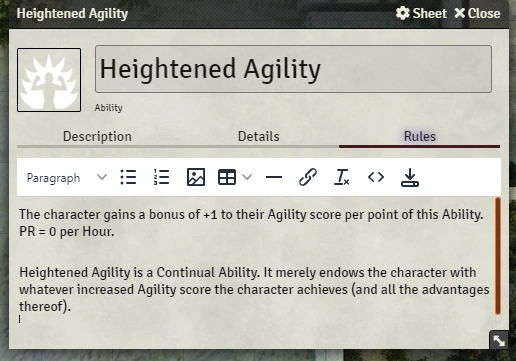 Heightened Agility
Sheet Close
Heightened Agility
Ability
Description Details Rules
Paragraph
The character gains a bonus of +1 to their Agility score per point of this Ability.
PR = 0 per Hour.
Heightened Agility is a Continual Ability. It merely endows the character with
whatever increased Agility score the character achieves (and all the advantages
thereof).